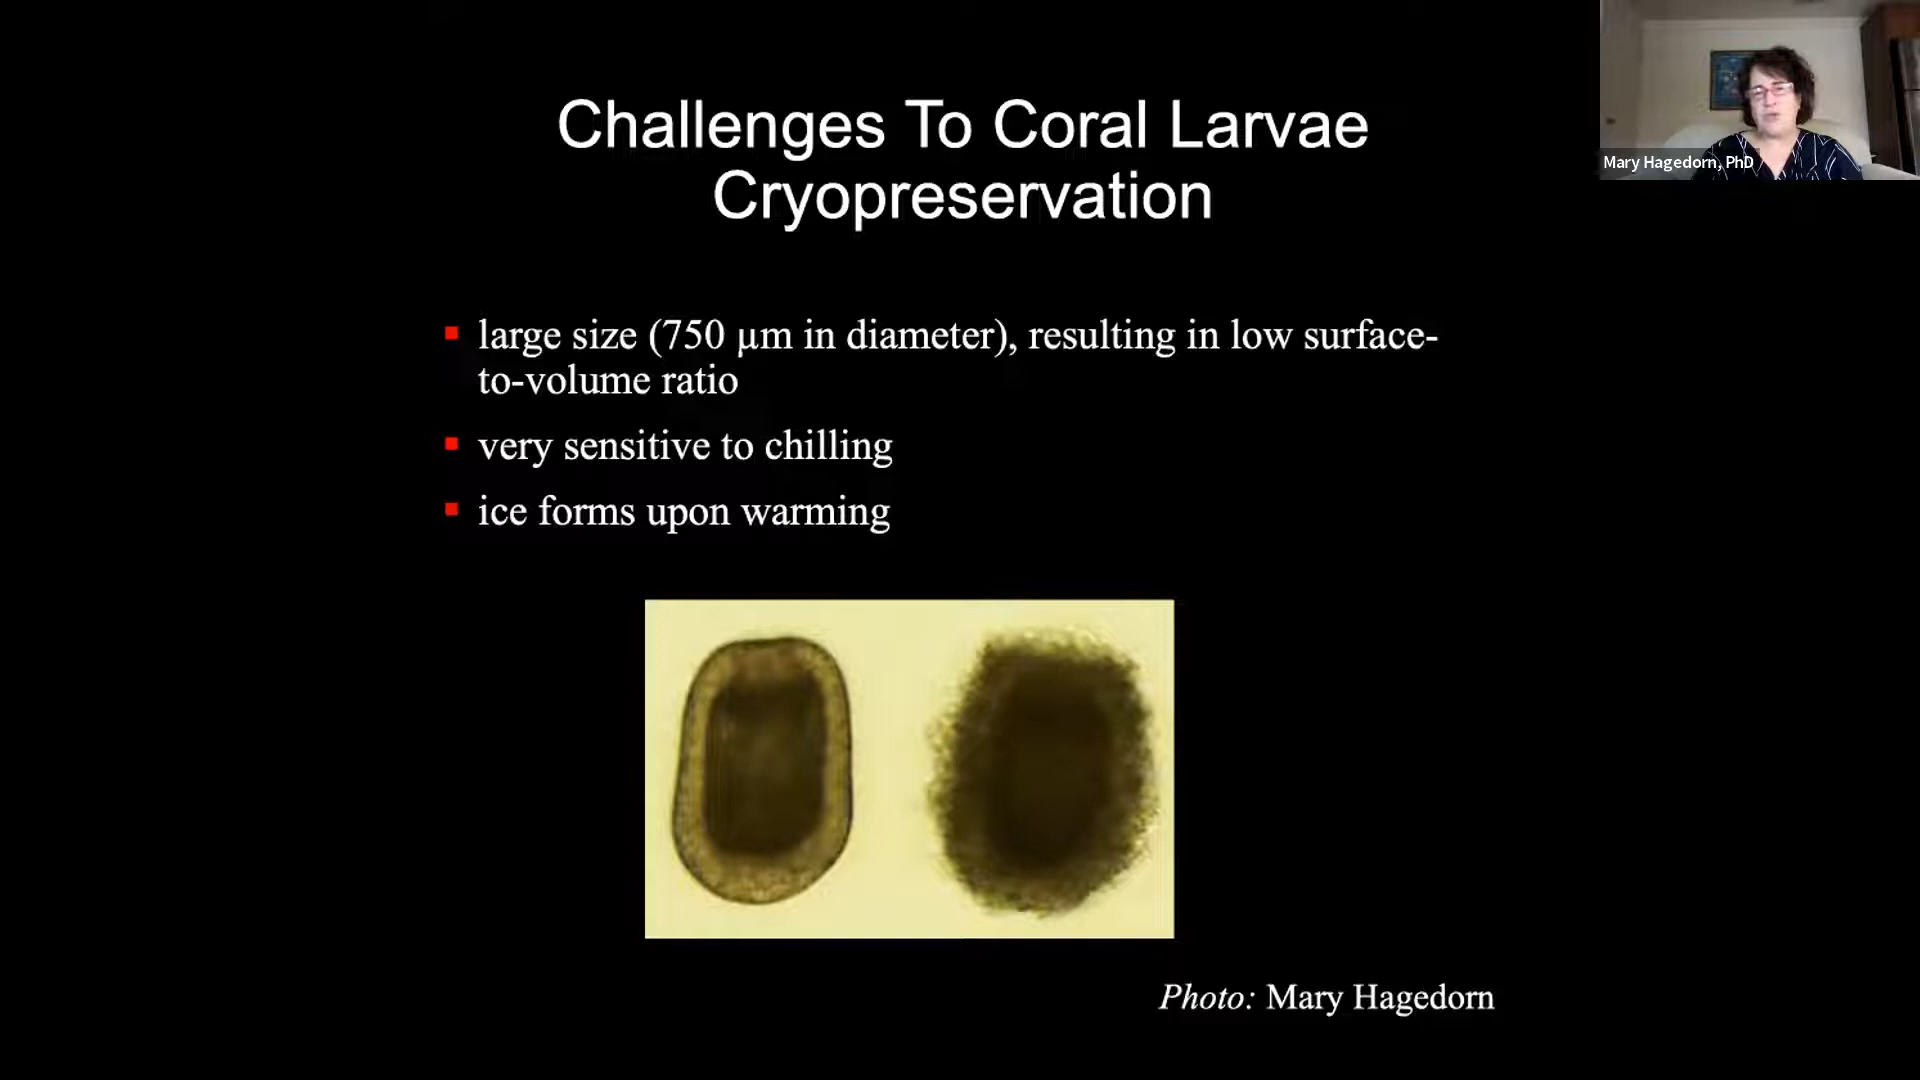 Challenges To Coral Larvae
Cryopreservation
Mary Hagedorn, PhD
large size (750 µm in diameter), resulting in low surface-
to-volume ratio
very sensitive to chilling
ice forms upon warming
Photo: Mary Hagedorn